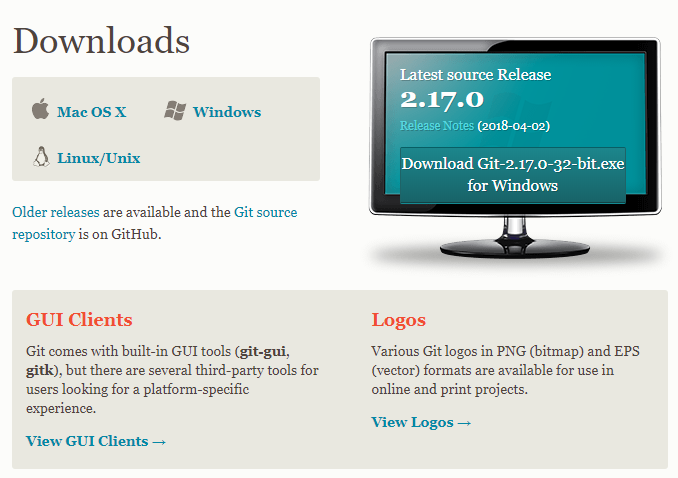 Downloads
Mac OS X
Windows
Linux/Unix
Older releases are available and the Git source
repository is on GitHub.
Latest source Release
2.17.0
Release Notes (2018-04-02)
Download Git-2.17.0-32-bit.exe
for Windows
GUI Clients
Git comes with built-in GUI tools (git-gui,
gitk), but there are several third-party tools for
users looking for a platform-specific
experience.
View GUI Clients →
Logos
Various Git logos in PNG (bitmap) and EPS
(vector) formats are available for use in
online and print projects.
View Logos →